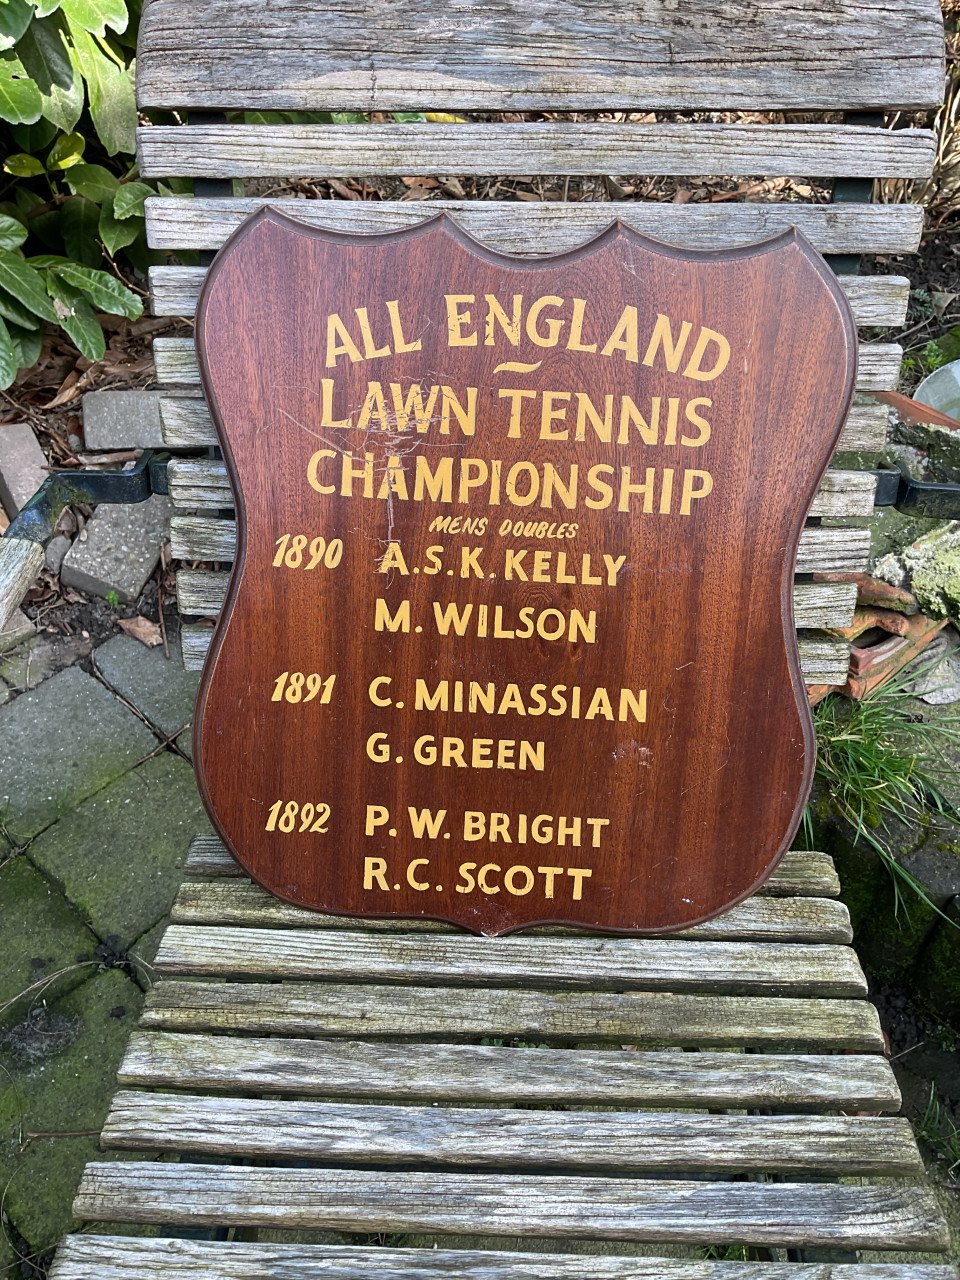 ALL ENGLAND
LAWN TENNIS
CHAMPIONSHIP
MENS DOUBLES
1890 A.S.K. KELLY
M. WILSON
1891 C. MINASSIAN
G. GREEN
1892 P. W. BRIGHT
R.C. SCOTT